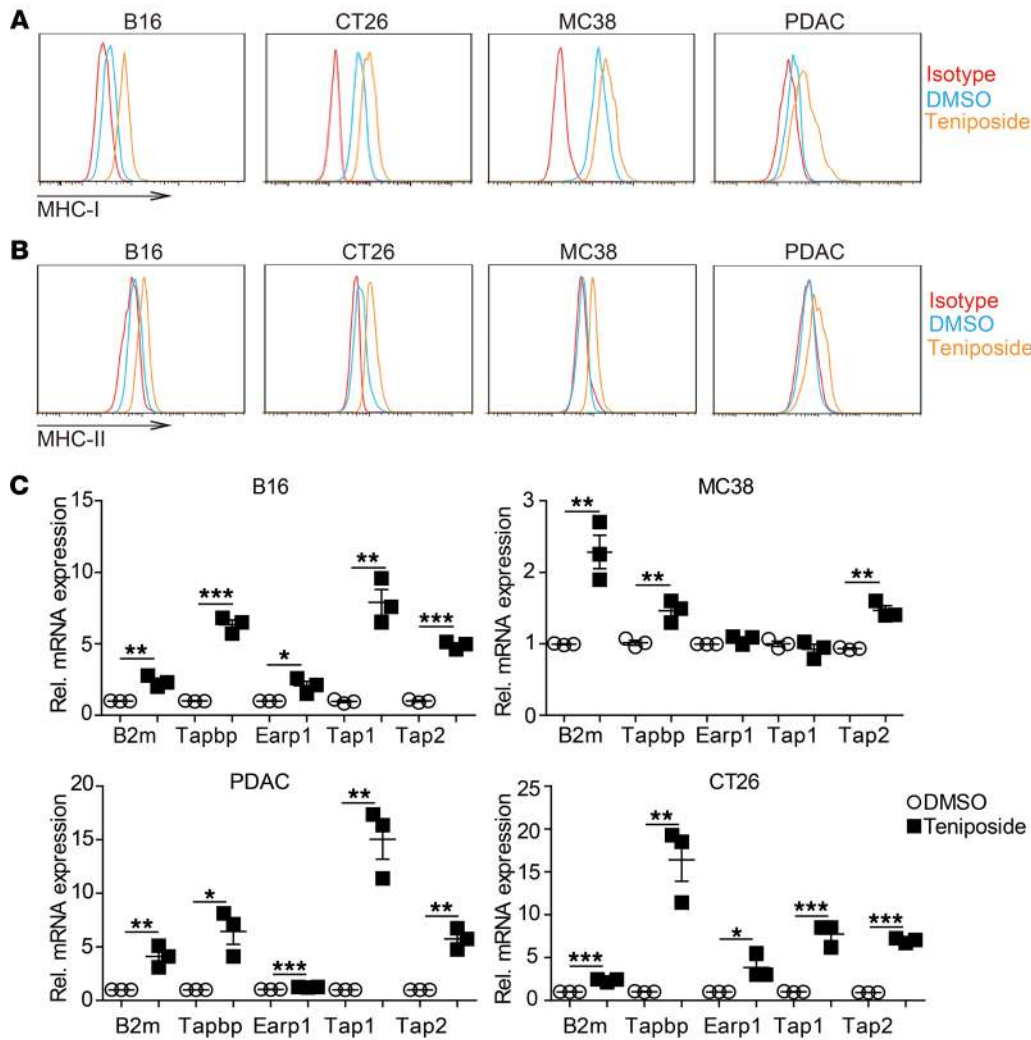 A
B16 CT26 MC38 PDAC
Isotype
DMSO
Teniposide
MHC-I
B
B16 CT26 MC38 PDAC
Isotype
DMSO
Teniposide
MHC-II
C
B16
Rel. mRNA expression
15
10
5
0
** *** * ** ***
B2m Tapbp Earp1 Tap1 Tap2
MC38
Rel. mRNA expression
3
2
1
0
** ** **
B2m Tapbp Earp1 Tap1 Tap2
PDAC
Rel. mRNA expression
20
15
10
5
0
** * *** ** **
B2m Tapbp Earp1 Tap1 Tap2
CT26
Rel. mRNA expression
25
20
15
10
5
0
*** ** * *** ***
B2m Tapbp Earp1 Tap1 Tap2
DMSO
Teniposide